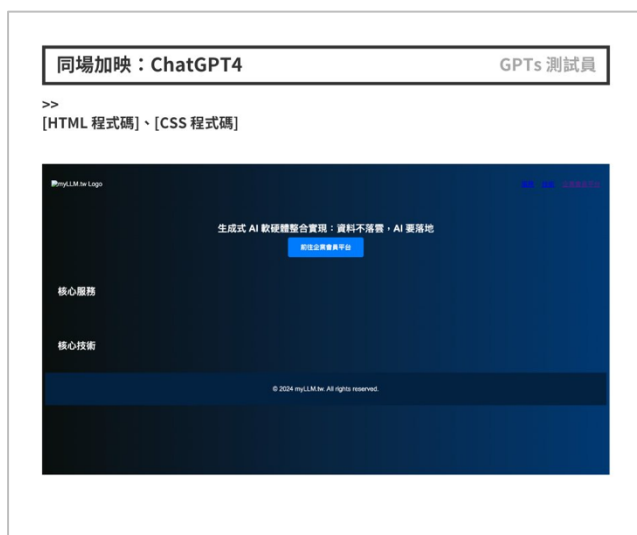 同場加映：ChatGPT4
GPTs 測試員
>>
[HTML 程式碼]、[CSS 程式碼]
myLLM.tw Logo
生成式 AI 軟硬體整合實現：資料不落雲，AI 要落地
前往企業會員平台
核心服務
核心技術
© 2024 myLLM.tw. All rights reserved.